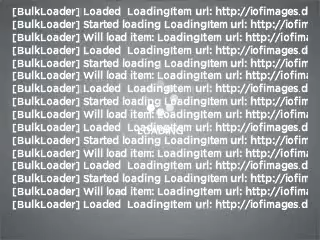 [BulkLoader] Loaded  LoadingItem url: http://iofimages.d
[BulkLoader] Started loading LoadingItem url: http://iofim
[BulkLoader] Will load item: LoadingItem url: http://iofima
[BulkLoader] Loaded  LoadingItem url: http://iofimages.d
[BulkLoader] Started loading LoadingItem url: http://iofim
[BulkLoader] Will load item: LoadingItem url: http://iofima
[BulkLoader] Loaded  LoadingItem url: http://iofimages.d
[BulkLoader] Started loading LoadingItem url: http://iofim
[BulkLoader] Will load item: LoadingItem url: http://iofima
[BulkLoader] Loaded  LoadingItem url: http://iofimages.d
LOADING
[BulkLoader] Started loading LoadingItem url: http://iofim
[BulkLoader] Will load item: LoadingItem url: http://iofima
[BulkLoader] Loaded  LoadingItem url: http://iofimages.d
[BulkLoader] Started loading LoadingItem url: http://iofim
[BulkLoader] Will load item: LoadingItem url: http://iofima
[BulkLoader] Loaded  LoadingItem url: http://iofimages.d